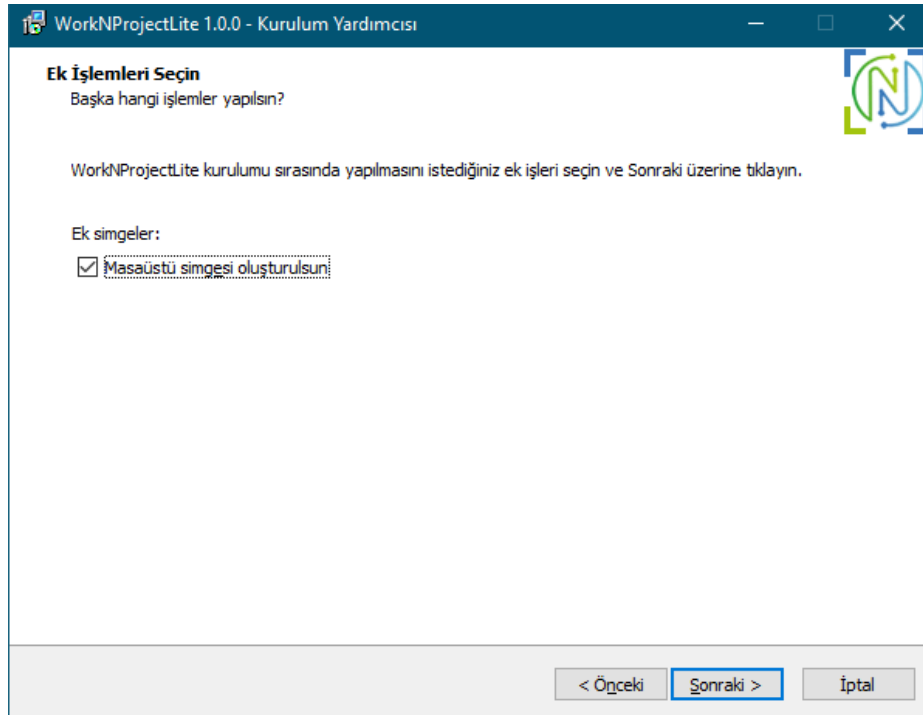 WorkNProjectLite 1.0.0 - Kurulum Yardımcısı
Ek İşlemleri Seçin
Başka hangi işlemler yapılsın?
WorkNProjectLite kurulumu sırasında yapılmasını istediğiniz ek işleri seçin ve Sonraki üzerine tıklayın.
Ek simgeler:
Masaüstü simgesi oluşturulsun
< Önceki Sonraki > İptal